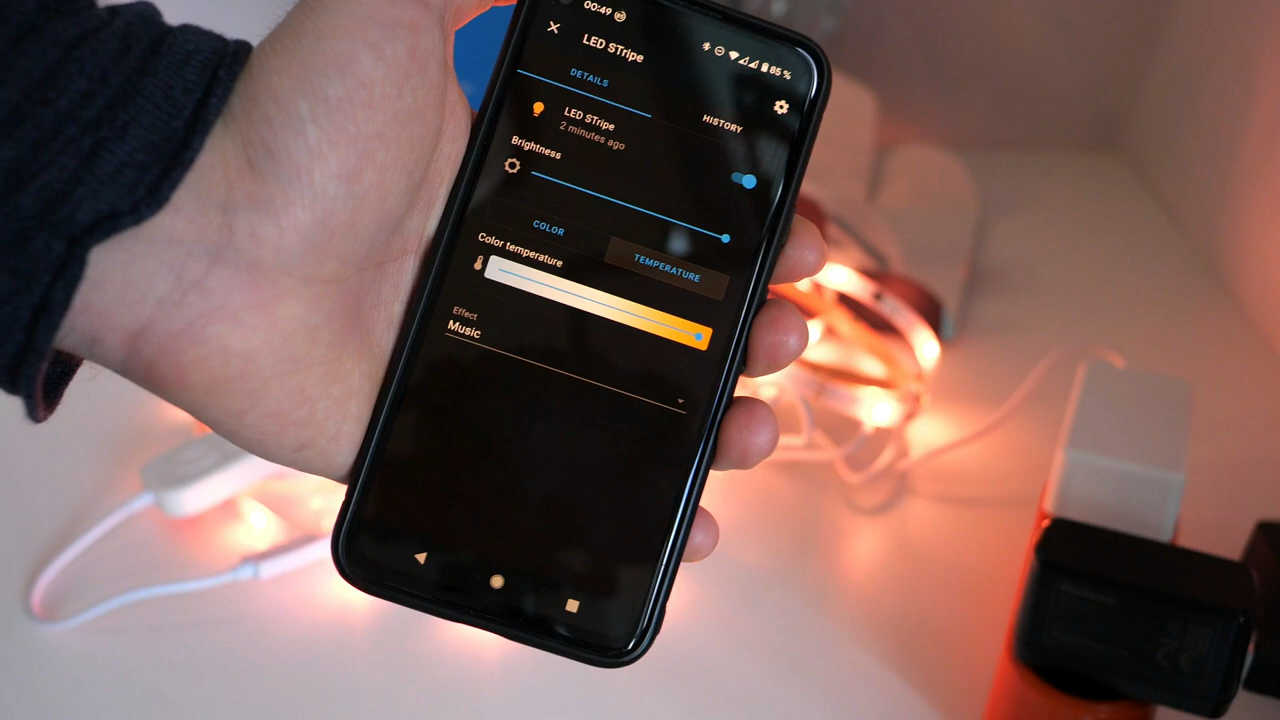 00:49
85%
LED STripe
DETAILS
HISTORY
LED STripe
2 minutes ago
Brightness
COLOR
TEMPERATURE
Color temperature
Effect
Music